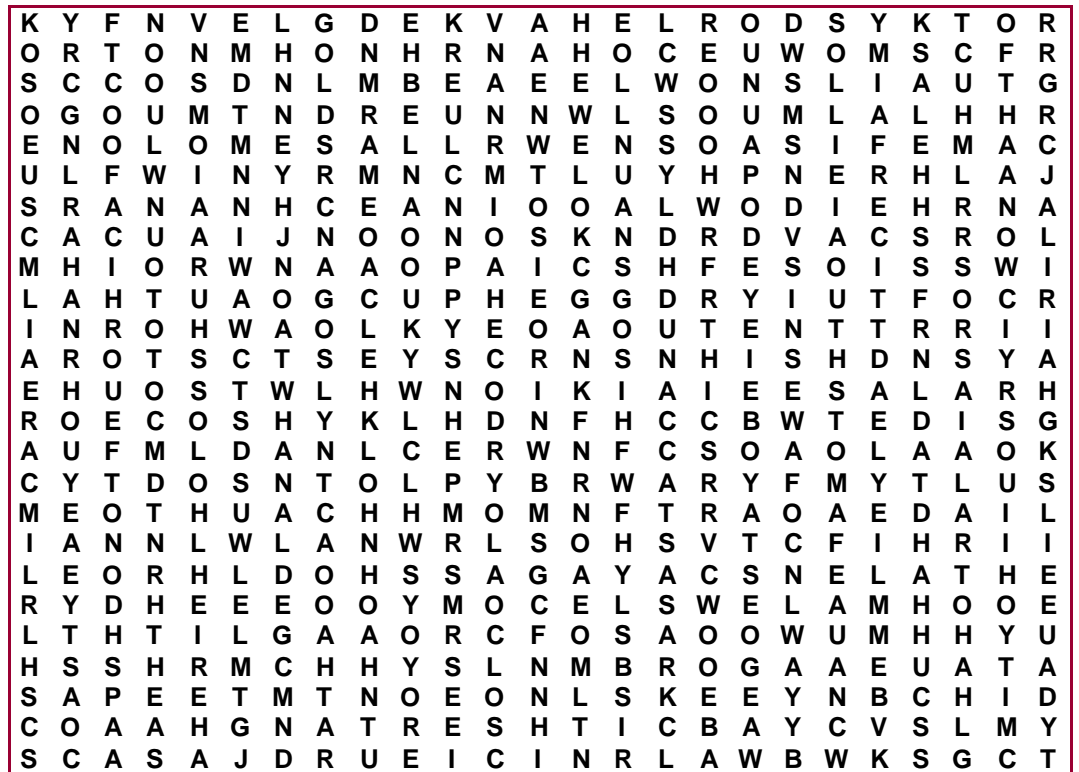 K Y F N V E L G D E K V A H E L R O D S Y K T O R
O R T O N M H O N H R N A H O C E U W O M S C F R
S C C O S D N L M B E A E E L W O N S L I A U T G
O G O U M T N D R E U N N W L S O U M L A L H H R
E N O L O M E S A L L R W E N S O A S I F E M A C
U L F W I N Y R M N C M T L U Y H P N E R H L A J
S R A N A N H C E A N I O O A L W O D I E H R N A
C A C U A I J N O O N O S K N D R D V A C S R O L
M H I O R W N A A O P A I C S H F E S O I S S W I
L A H T U A O G C U P H E G G D R Y I U T F O C R
I N R O H W A O L K Y E O A O U T E N T T R R I I
A R O T S C T S E Y S C R N S N H I S H D N S Y A
E H U O S T W L H W N O I K I A I E E S A L A R H
R O E C O S H Y K L H D N F H C C B W T E D I S G
A U F M L D A N L C E R W N F C S O A O L A A O K
C Y T D O S N T O L P Y B R W A R Y F M Y T L U S
M E O T H U A C H H M O M N F T R A O A E D A I L
I A N N L W L A N W R L S O H S V T C F I H R I I
L E O R H L D O H S S A G A Y A C S N E L A T H E
R Y D H E E E O O Y M O C E L S W E L A M H O O E
L T H T I L G A A O R C F O S A O O W U M H H Y U
H S S H R M C H H Y S L N M B R O G A A E U A T A
S A P E E T M T N O E O N L S K E E Y N B C H I D
C O A A H G N A T R E S H T I C B A Y C V S L M Y
S C A S A J D R U E I C I N R L A W B W K S G C T